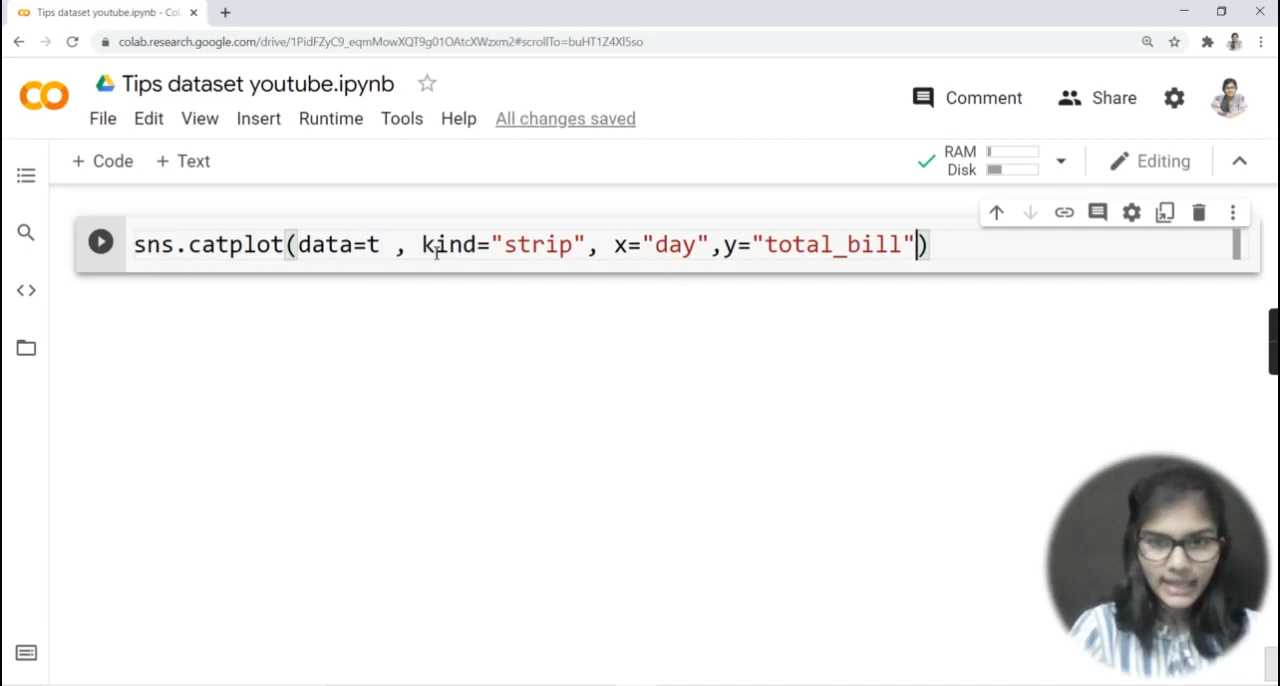 Tips dataset youtube.ipynb - Col
colab.research.google.com/drive/1PidFZyC9_eqmMowXQT9g01OAtcXWzxm2#scrollTo=buHT1Z4XI5so
Tips dataset youtube.ipynb
Comment Share
File Edit View Insert Runtime Tools Help All changes saved
+ Code + Text
RAM
Disk
Editing
sns.catplot(data=t , kind="strip", x="day",y="total_bill")